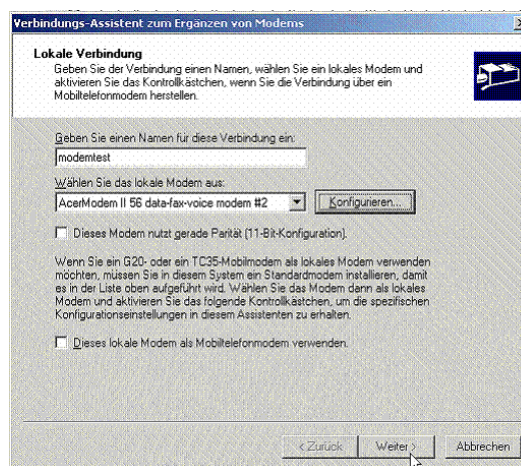 Verbindungs-Assistent zum Ergänzen von Modems
Lokale Verbindung
Geben Sie der Verbindung einen Namen, wählen Sie ein lokales Modem und
aktivieren Sie das Kontrollkästchen, wenn Sie die Verbindung über ein
Mobiltelefonmodem herstellen.
Geben Sie einen Namen für diese Verbindung ein:
modemtest
Wählen Sie das lokale Modem aus:
AcerModem II 56 data-fax-voice modem #2
Konfigurieren...
Dieses Modem nutzt gerade Parität (11-Bit-Konfiguration).
Wenn Sie ein G20- oder ein TC35-Mobilmodem als lokales Modem verwenden
möchten, müssen Sie in diesem System ein Standardmodem installieren, damit
es in der Liste oben aufgeführt wird. Wählen Sie das Modem dann als lokales
Modem und aktivieren Sie das folgende Kontrollkästchen, um die spezifischen
Konfigurationseinstellungen in diesem Assistenten zu erhalten.
Dieses lokale Modem als Mobiltelefonmodem verwenden.
< Zurück
Weiter >
Abbrechen